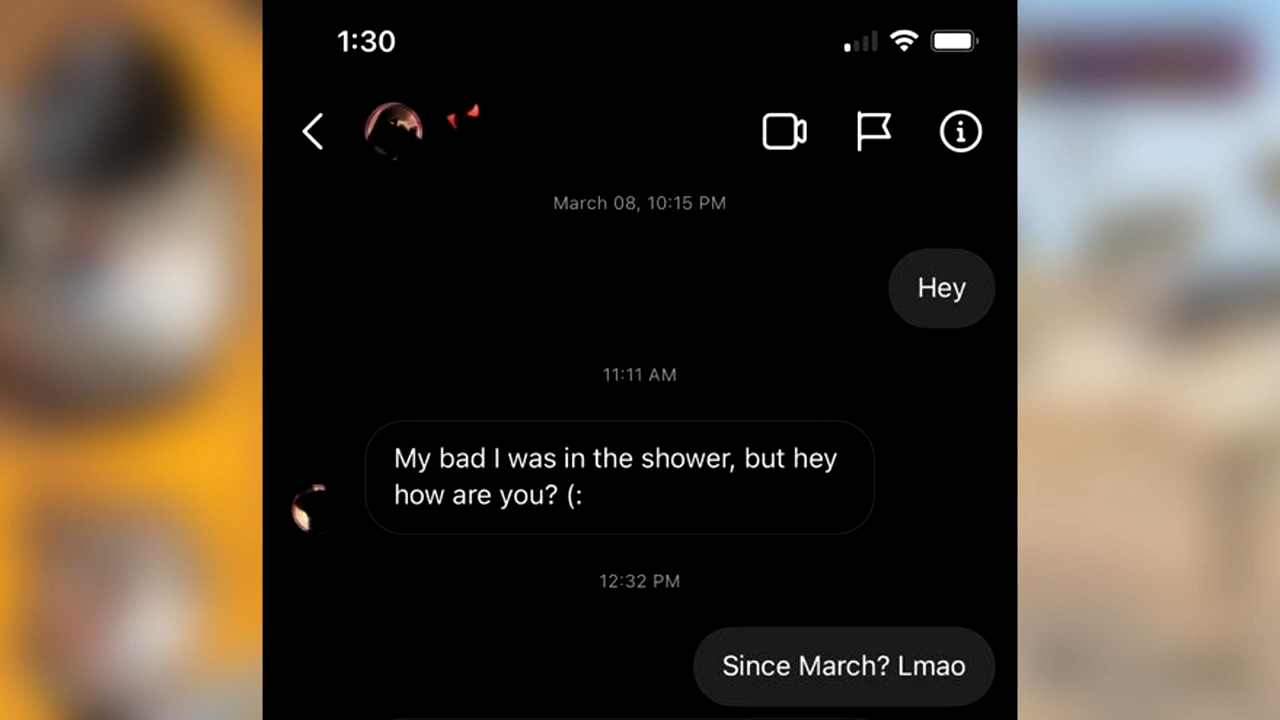 1:30
March 08, 10:15 PM
Hey
11:11 AM
My bad I was in the shower, but hey
how are you? (:
12:32 PM
Since March? Lmao